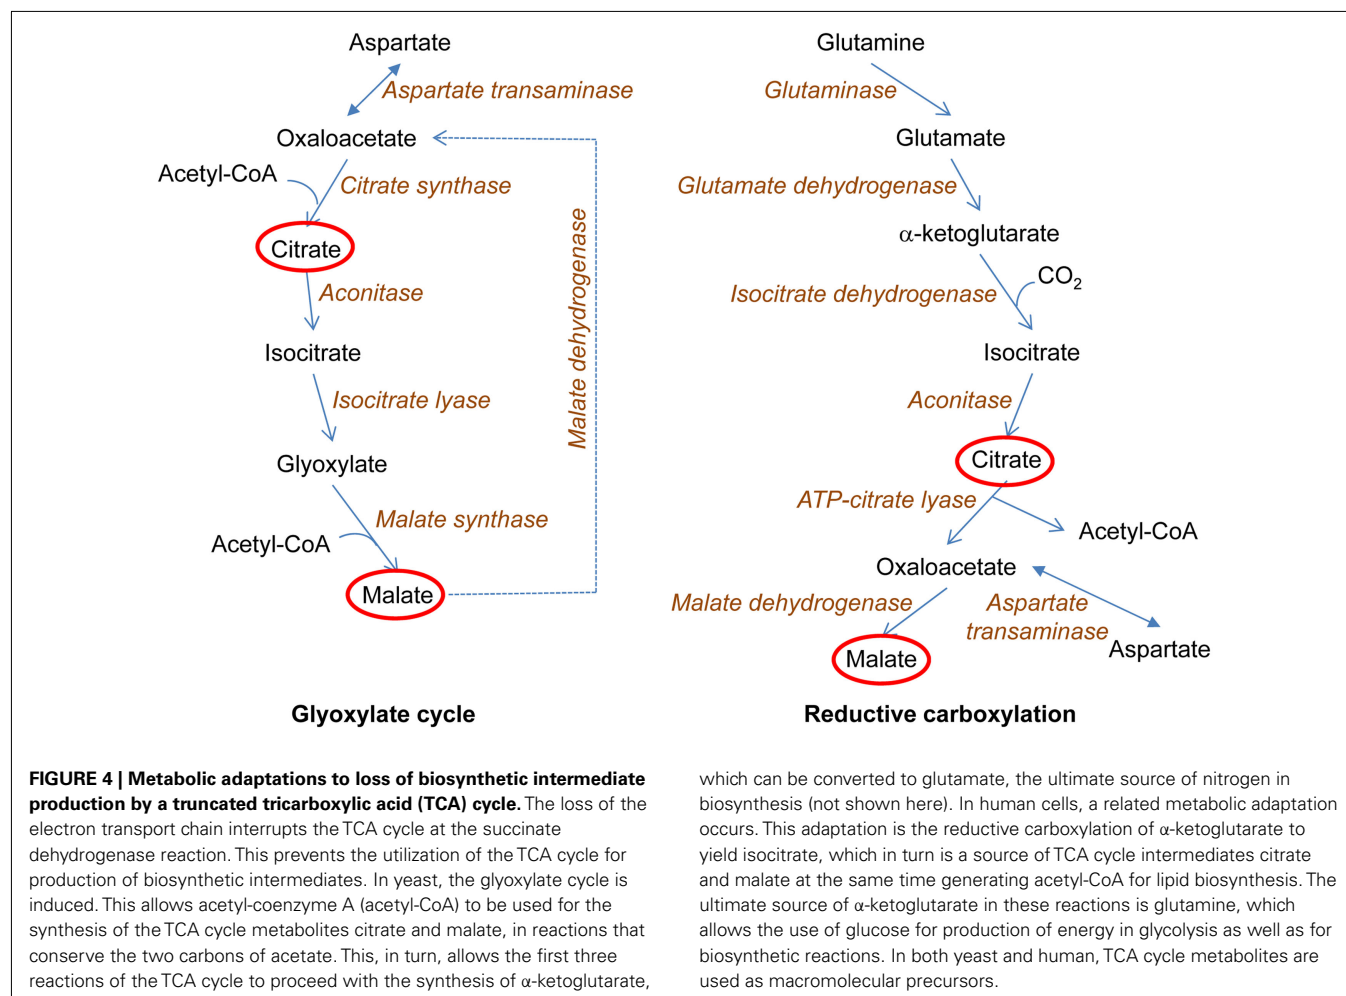 Aspartate
Aspartate transaminase
Oxaloacetate
Acetyl-CoA
Citrate synthase
Citrate
Aconitase
Isocitrate
Isocitrate lyase
Glyoxylate
Malate synthase
Acetyl-CoA
Malate
Malate dehydrogenase
Glyoxylate cycle
Glutamine
Glutaminase
Glutamate
Glutamate dehydrogenase
α-ketoglutarate
CO2
Isocitrate dehydrogenase
Isocitrate
Aconitase
Citrate
ATP-citrate lyase
Acetyl-CoA
Oxaloacetate
Malate dehydrogenase
Aspartate
transaminase
Malate
Aspartate
Reductive carboxylation
FIGURE 4 | Metabolic adaptations to loss of biosynthetic intermediate
production by a truncated tricarboxylic acid (TCA) cycle. The loss of the
electron transport chain interrupts the TCA cycle at the succinate
dehydrogenase reaction. This prevents the utilization of the TCA cycle for
production of biosynthetic intermediates. In yeast, the glyoxylate cycle is
induced. This allows acetyl-coenzyme A (acetyl-CoA) to be used for the
synthesis of the TCA cycle metabolites citrate and malate, in reactions that
conserve the two carbons of acetate. This, in turn, allows the first three
reactions of the TCA cycle to proceed with the synthesis of α-ketoglutarate,
which can be converted to glutamate, the ultimate source of nitrogen in
biosynthesis (not shown here). In human cells, a related metabolic adaptation
occurs. This adaptation is the reductive carboxylation of α-ketoglutarate to
yield isocitrate, which in turn is a source of TCA cycle intermediates citrate
and malate at the same time generating acetyl-CoA for lipid biosynthesis. The
ultimate source of α-ketoglutarate in these reactions is glutamine, which
allows the use of glucose for production of energy in glycolysis as well as for
biosynthetic reactions. In both yeast and human, TCA cycle metabolites are
used as macromolecular precursors.